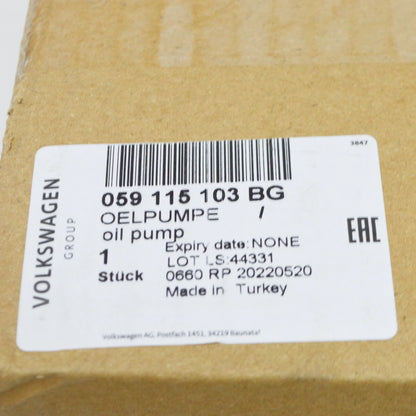 3847
VOLKSWAGEN
GROUP
059 115 103 BG
OELPUMPE /
oil pump
1
Stück
Expiry date:NONE
LOT LS:44331
0660 RP 20220520
Made in Turkey
EAC
Volkswagen AG, Postfach 1451, 34219 Baunatal